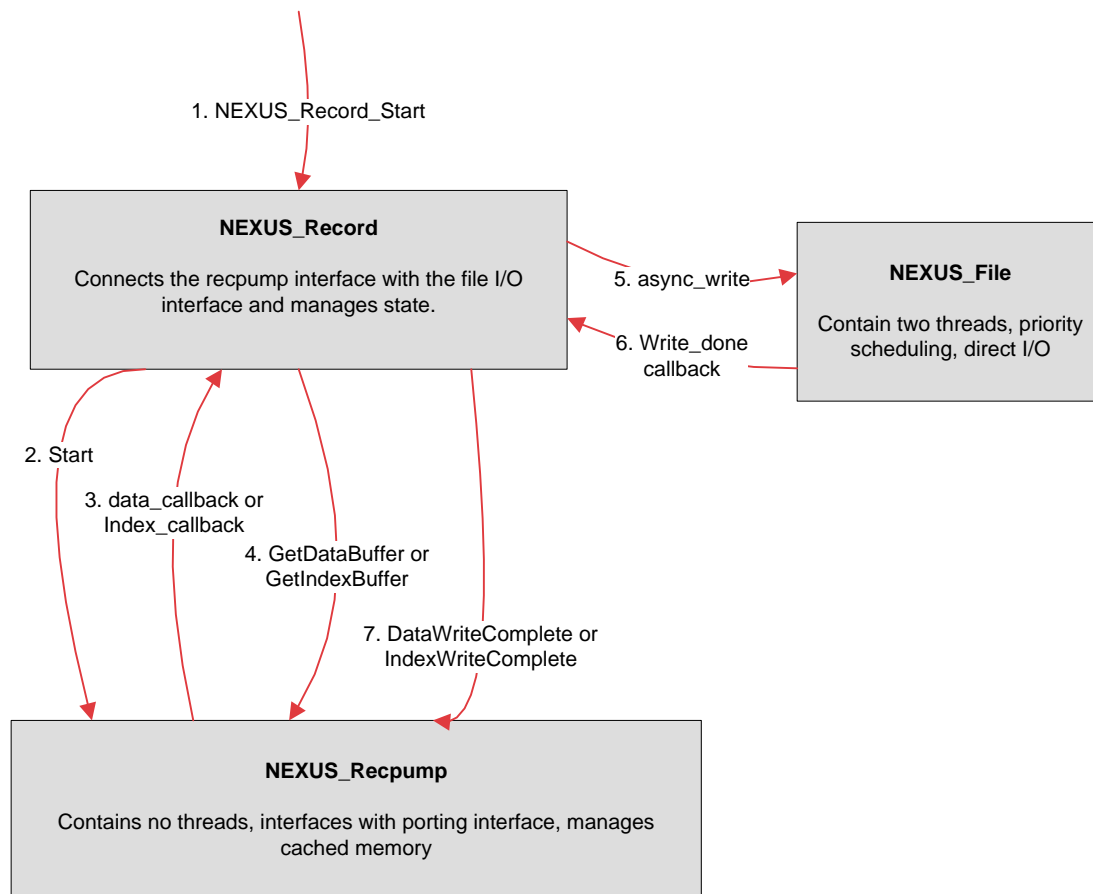 1. NEXUS_Record_Start
NEXUS_Record
Connects the recpump interface with the file I/O
interface and manages state.
5. async_write
NEXUS_File
Contain two threads, priority
scheduling, direct I/O
6. Write_done
callback
2. Start
3. data_callback or
Index_callback
4. GetDataBuffer or
GetIndexBuffer
7. DataWriteComplete or
IndexWriteComplete
NEXUS_Recpump
Contains no threads, interfaces with porting interface, manages
cached memory